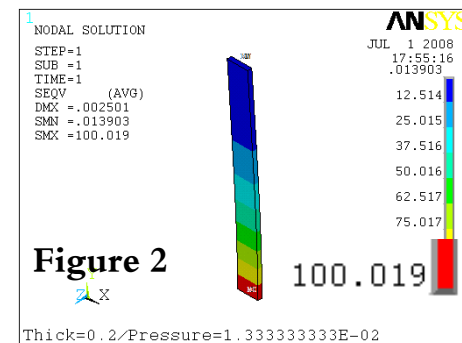 1
NODAL SOLUTION
STEP=1
SUB =1
TIME=1
SEQV (AVG)
DMX =.002501
SMN =.013903
SMX =100.019
ANSYS
JUL 1 2008
17:55:16
.013903
12.514
25.015
37.516
50.016
62.517
75.017
100.019
MX
Figure 2
Y
Z X
Thick=0.2/Pressure=1.333333333E-02